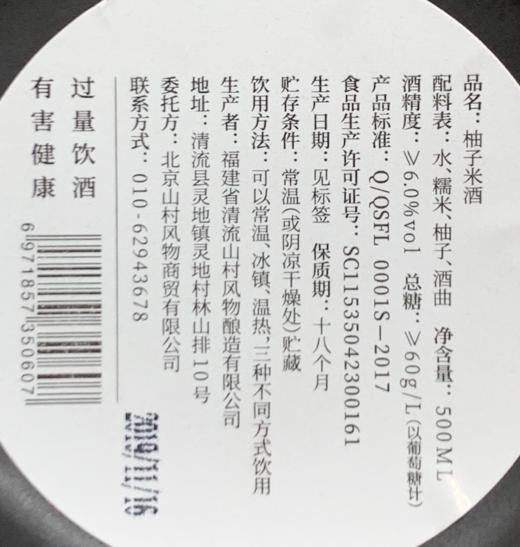 品名：柚子米酒
配料表：水、糯米、柚子、酒曲 净含量：500ML
酒精度：≥6.0%vol 总糖：≥60g/L(以葡萄糖计)
产品标准：Q/QSFL 0001S-2017
食品生产许可证号：SC11535042300161
生产日期：见标签 保质期：十八个月
贮存条件：常温(或阴凉干燥处)贮藏
饮用方法：可以常温、冰镇、温热,三种不同方式饮用
生产者：福建省清流山村风物酿造有限公司
地址：清流县灵地镇灵地村林山排10号
委托方：北京山村风物商贸有限公司
联系方式：010-62943678
2019/11/16
过量饮酒
有害健康
6971857350607